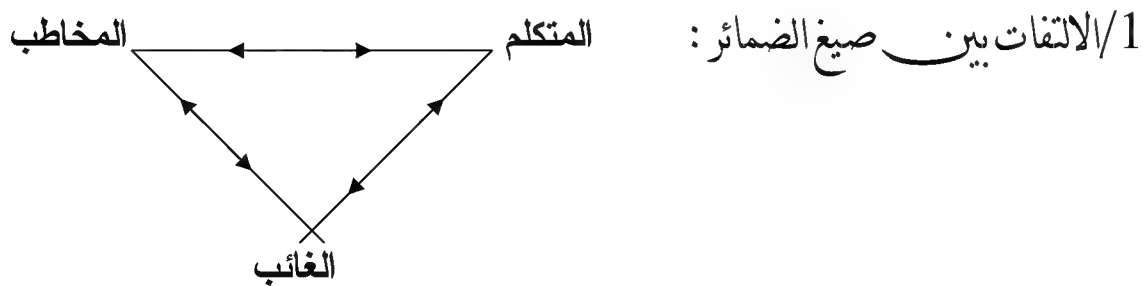 1/الالتفات بين صيغ الضمائر :
المتكلم
المخاطب
الغائب